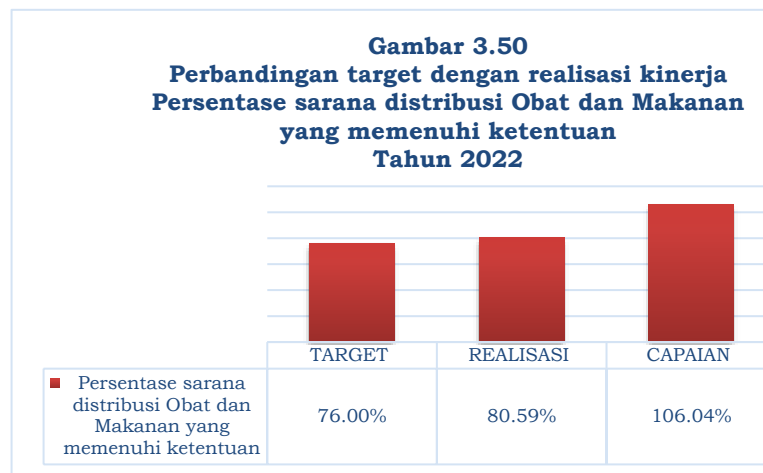 Gambar 3.50
Perbandingan target dengan realisasi kinerja
Persentase sarana distribusi Obat dan Makanan
yang memenuhi ketentuan
Tahun 2022
TARGET REALISASI CAPAIAN
Persentase sarana
distribusi Obat dan
Makanan yang
memenuhi ketentuan
76.00% 80.59% 106.04%